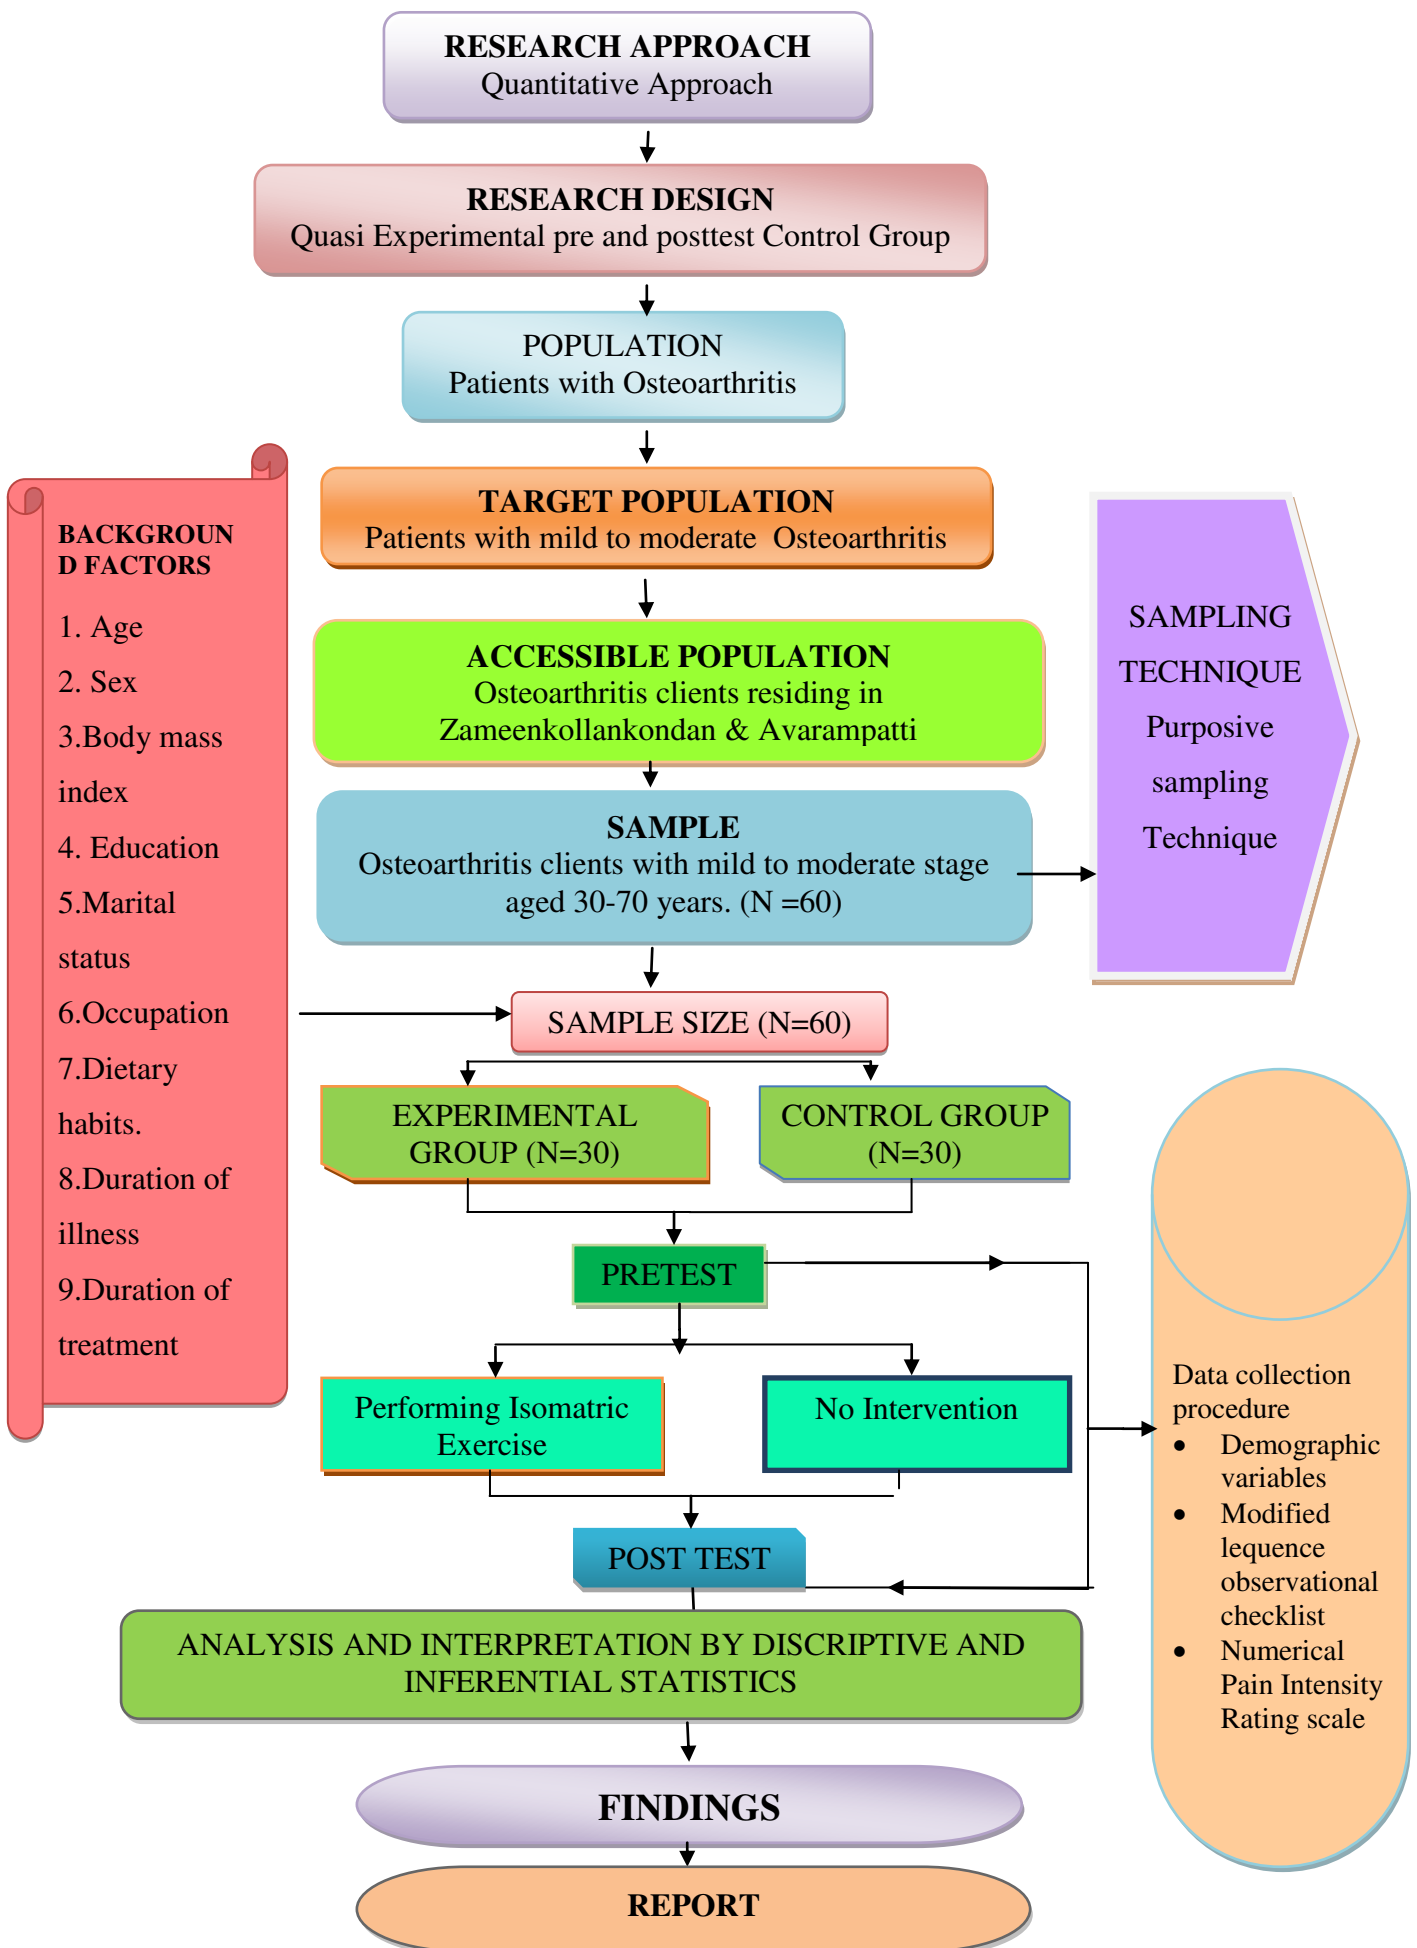 RESEARCH APPROACH
Quantitative Approach
RESEARCH DESIGN
Quasi Experimental pre and posttest Control Group
POPULATION
Patients with Osteoarthritis
TARGET POPULATION
Patients with mild to moderate Osteoarthritis
ACCESSIBLE POPULATION
Osteoarthritis clients residing in
Zameenkollankondan & Avarampatti
SAMPLE
Osteoarthritis clients with mild to moderate stage
aged 30-70 years. (N =60)
SAMPLING
TECHNIQUE
Purposive
sampling
Technique
BACKGROUN
D FACTORS
1. Age
2. Sex
3.Body mass
index
4. Education
5.Marital
status
6.Occupation
7.Dietary
habits.
8.Duration of
illness
9.Duration of
treatment
SAMPLE SIZE (N=60)
EXPERIMENTAL
GROUP (N=30)
CONTROL GROUP
(N=30)
PRETEST
Performing Isomatric
Exercise
No Intervention
POST TEST
Data collection
procedure
• Demographic
variables
• Modified
lequence
observational
checklist
• Numerical
Pain Intensity
Rating scale
ANALYSIS AND INTERPRETATION BY DISCRIPTIVE AND
INFERENTIAL STATISTICS
FINDINGS
REPORT